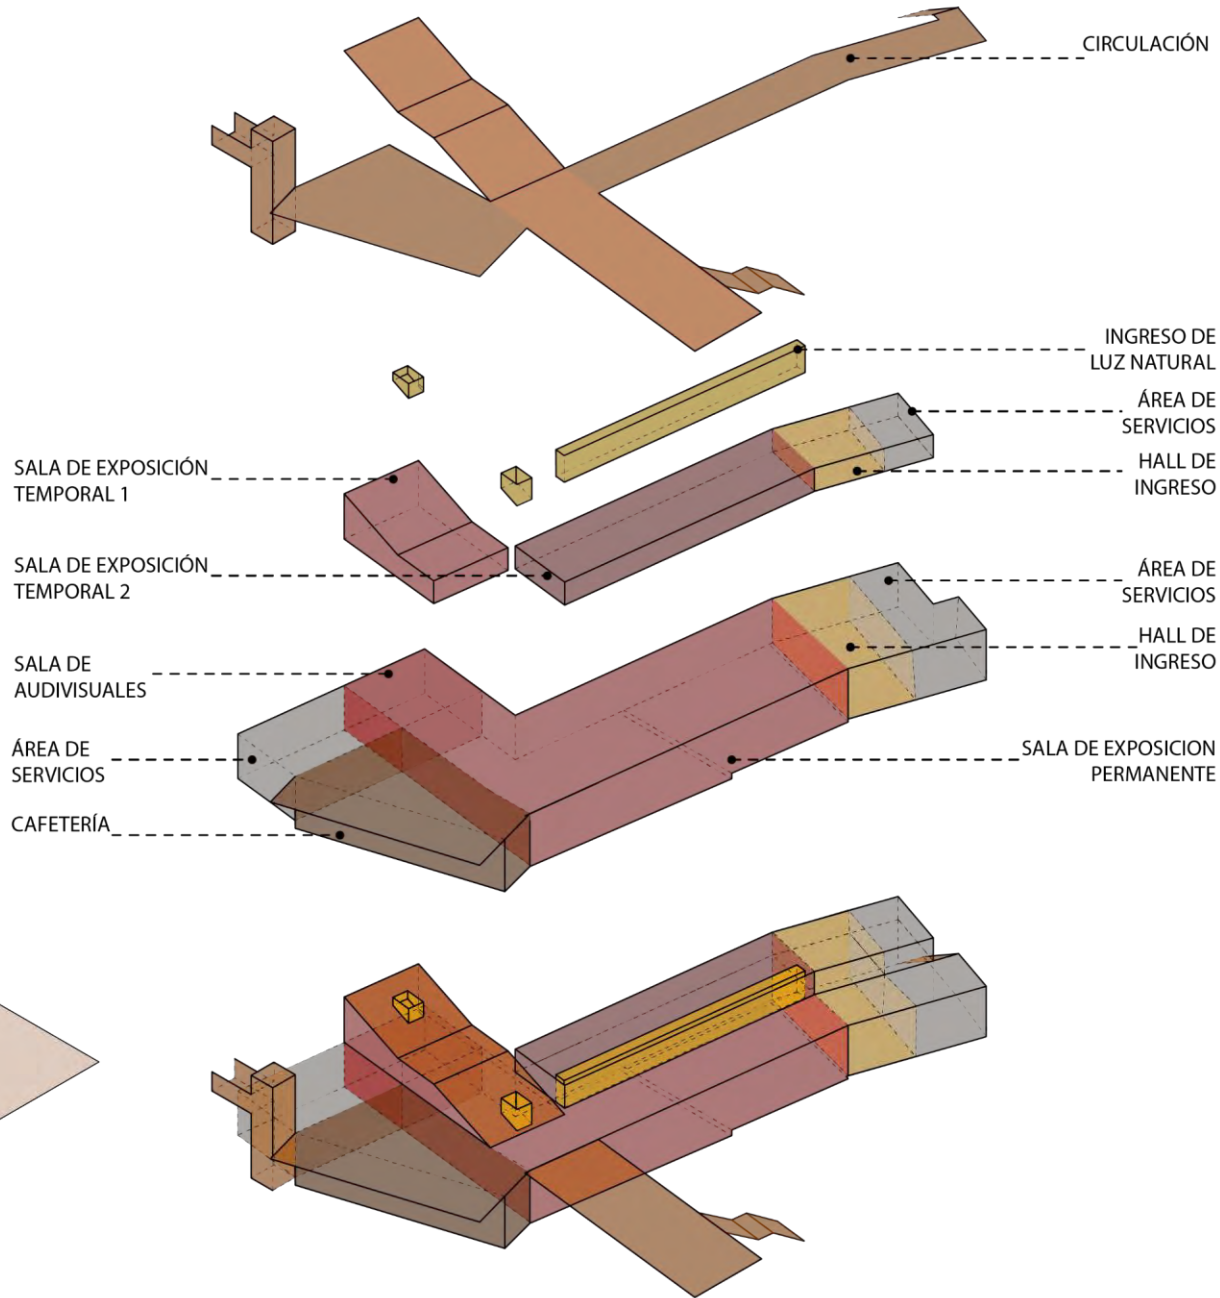 CIRCULACIÓN
INGRESO DE
LUZ NATURAL
ÁREA DE
SERVICIOS
HALL DE
INGRESO
SALA DE EXPOSICIÓN
TEMPORAL 1
SALA DE EXPOSICIÓN
TEMPORAL 2
ÁREA DE
SERVICIOS
HALL DE
INGRESO
SALA DE
AUDIVISUALES
ÁREA DE
SERVICIOS
SALA DE EXPOSICION
PERMANENTE
CAFETERÍA